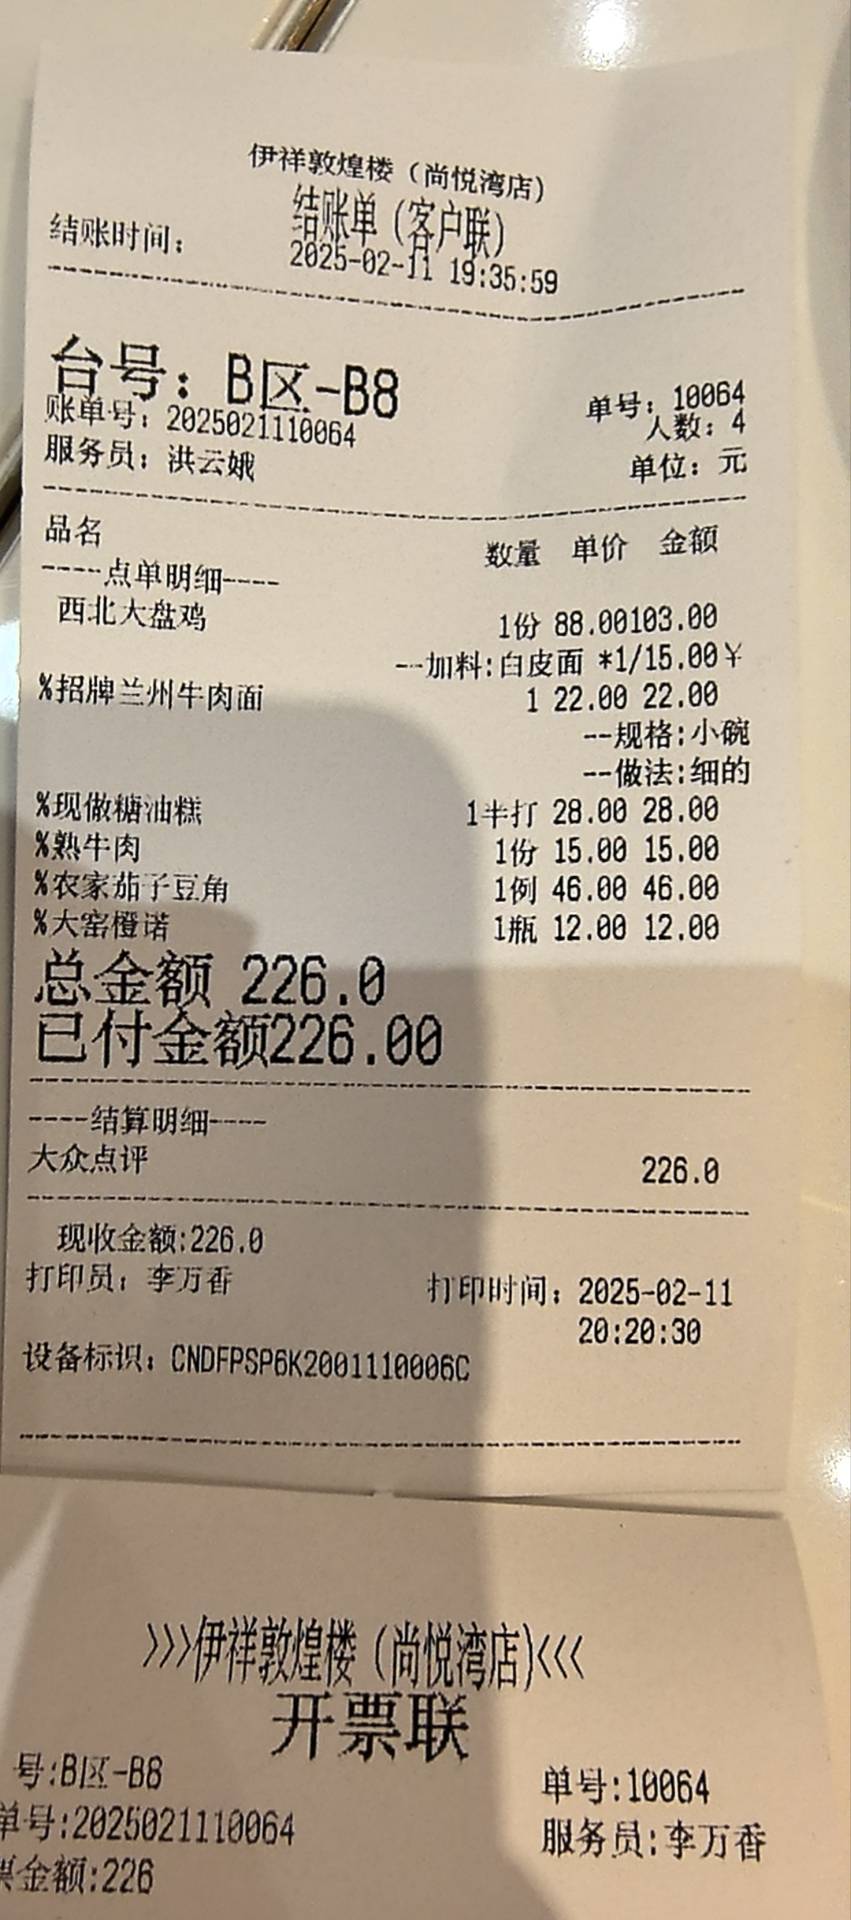 伊祥敦煌楼（尚悦湾店）
结账单（客户联）
结账时间： 2025-02-11 19:35:59
台号：B区-B8
单号：10064
账单号：2025021110064 人数：4
服务员：洪云娥 单位：元
品名 数量 单价 金额
----点单明细----
西北大盘鸡 1份 88.00103.00
--加料:白皮面 *1/15.00¥
%招牌兰州牛肉面 1 22.00 22.00
--规格:小碗
--做法:细的
%现做糖油糕 1半打 28.00 28.00
%熟牛肉 1份 15.00 15.00
%农家茄子豆角 1例 46.00 46.00
%大窑橙诺 1瓶 12.00 12.00
总金额 226.0
已付金额226.00
----结算明细----
大众点评 226.0
现收金额:226.0
打印员：李万香 打印时间：2025-02-11
20:20:30
设备标识：CNDFPSP6K2001110006C
>>>伊祥敦煌楼（尚悦湾店)<<<
开票联
号:B区-B8 单号:10064
单号:2025021110064 服务员:李万香
票金额:226